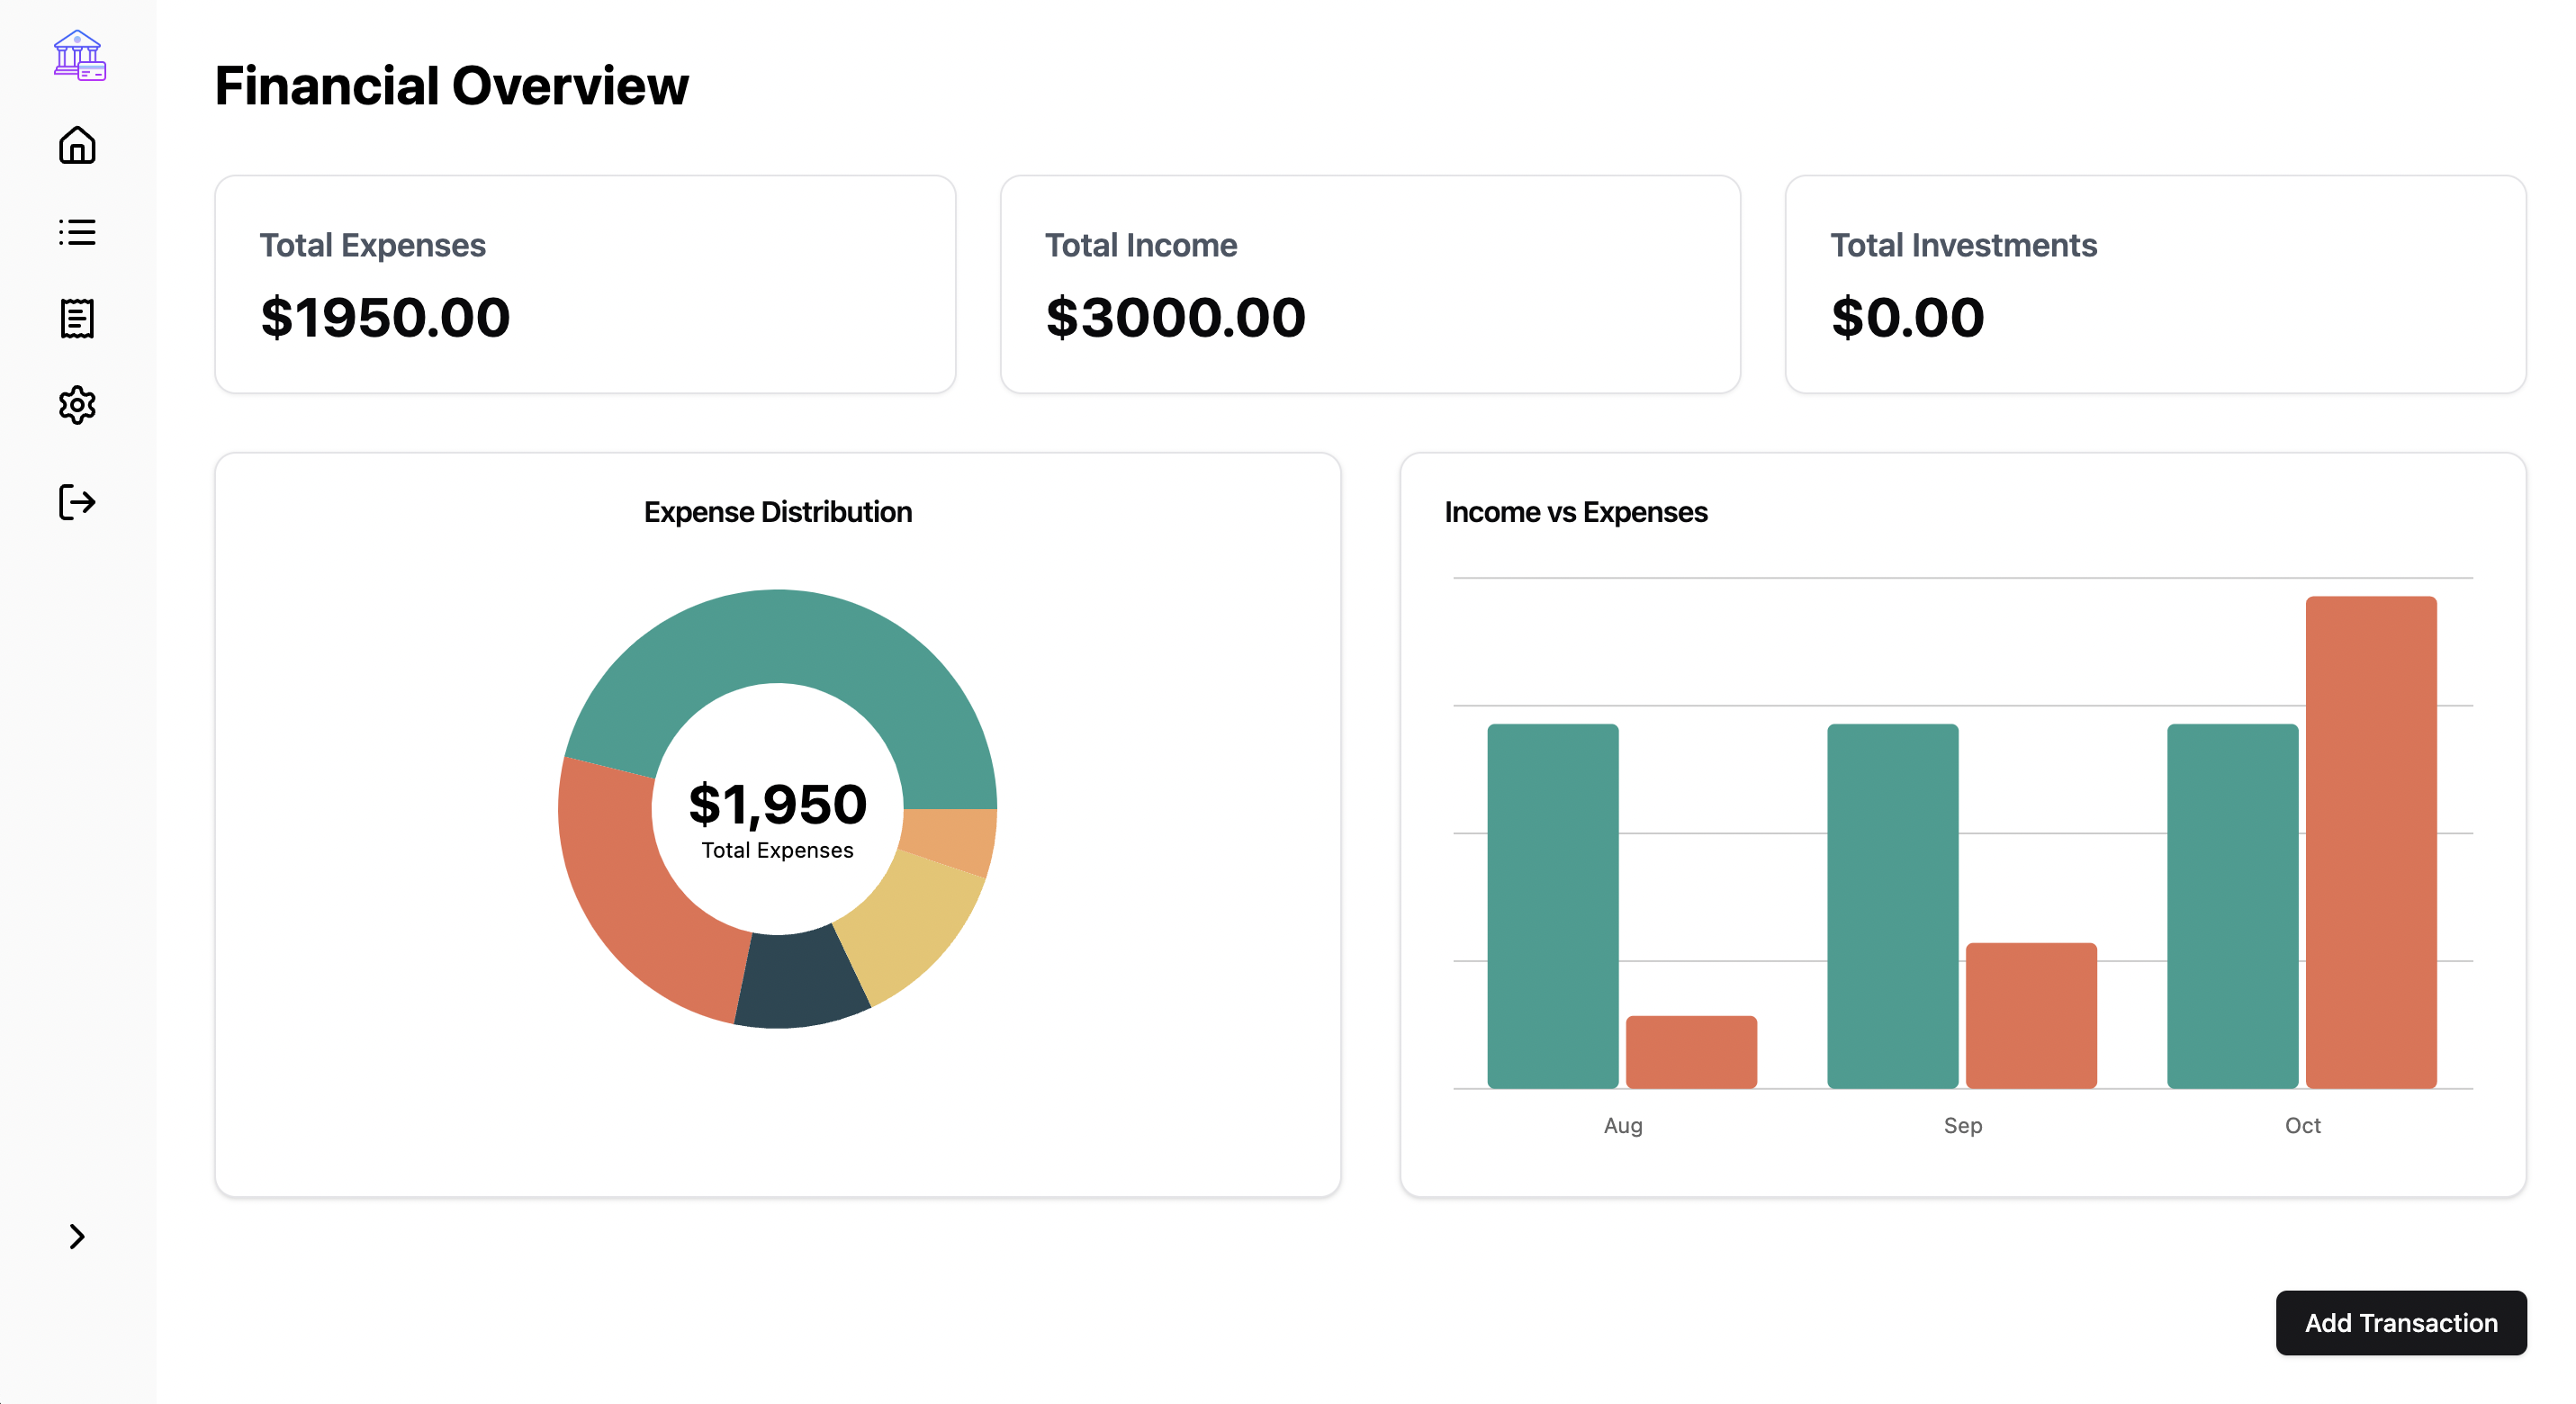 Financial Overview
Total Expenses
$1950.00
Total Income
$3000.00
Total Investments
$0.00
Expense Distribution
$1,950
Total Expenses
Income vs Expenses
Aug
Sep
Oct
Add Transaction